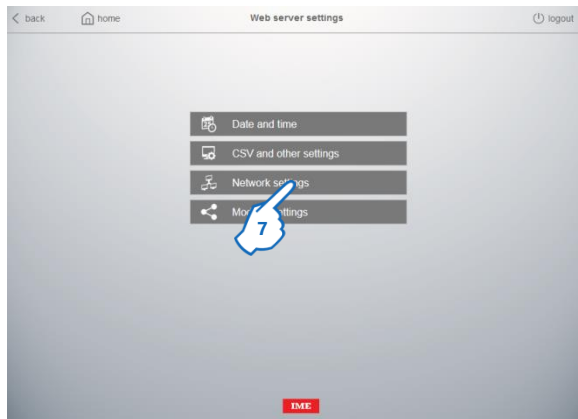 back
home
Web server settings
logout
Date and time
CSV and other settings
Network settings
7
IME